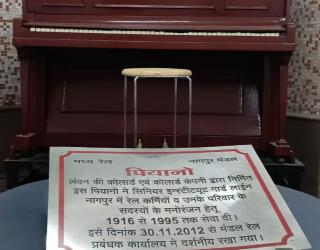 मध्य रेल नागपुर मंडल
पियानो
लंदन की कोलार्ड एवं कोलार्ड कंपनी द्वारा निर्मित
इस पियानो ने सिनियर इन्स्टीट्यूट गार्ड लाईन
नागपुर में रेल कर्मियों व उनके परिवार के
सदस्यों के मनोरंजन हेतू
1916 से 1995 तक सेवा दी।
इसे दिनांक 30.11.2012 से मंडल रेल
प्रबंधक कार्यालय में दर्शनीय रखा गया।